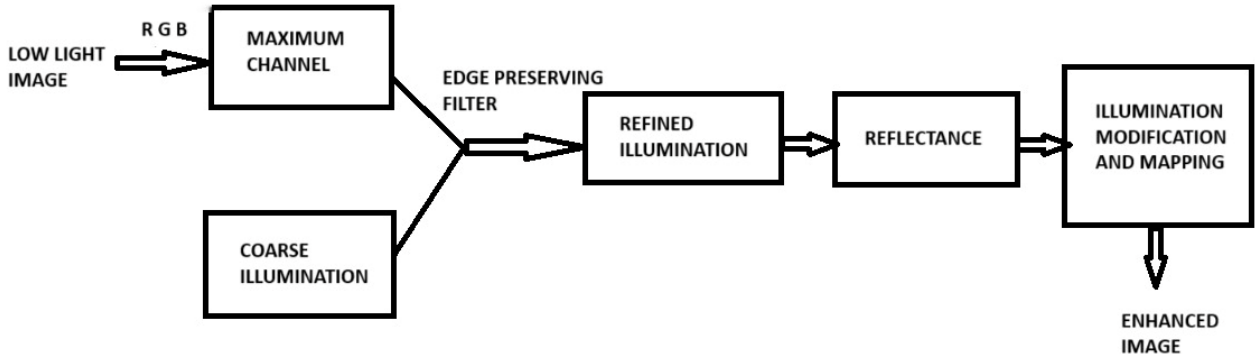 LOW LIGHT
IMAGE
R G B
MAXIMUM
CHANNEL
COARSE
ILLUMINATION
EDGE PRESERVING
FILTER
REFINED
ILLUMINATION
REFLECTANCE
ILLUMINATION
MODIFICATION
AND MAPPING
ENHANCED
IMAGE